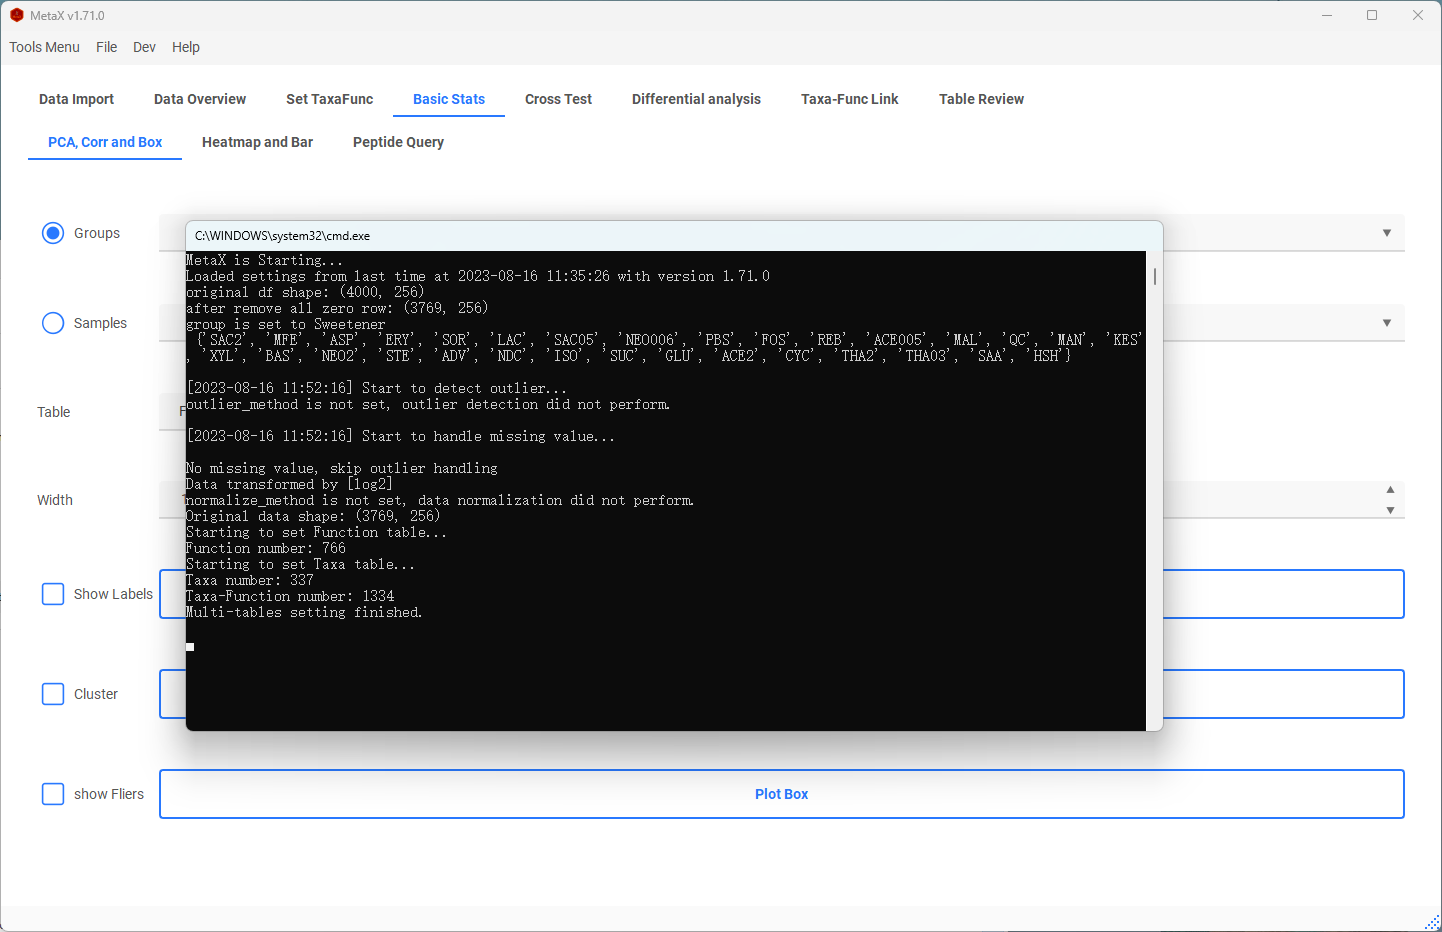 MetaX v1.71.0
Tools Menu File Dev Help
Data Import Data Overview Set TaxaFunc Basic Stats Cross Test Differential analysis Taxa-Func Link Table Review
PCA, Corr and Box Heatmap and Bar Peptide Query
Groups
C:\WINDOWS\system32\cmd.exe
MetaX is Starting...
Loaded settings from last time at 2023-08-16 11:35:26 with version 1.71.0
original df shape: (4000, 256)
after remove all zero row: (3769, 256)
group is set to Sweetener
{'SAC2', 'MFE', 'ASP', 'ERY', 'SOR', 'LAC', 'SAC05', 'NEO006', 'PBS', 'FOS', 'REB', 'ACE005', 'MAL', 'QC', 'MAN', 'KES'
, 'XYL', 'BAS', 'NEO2', 'STE', 'ADV', 'NDC', 'ISO', 'SUC', 'GLU', 'ACE2', 'CYC', 'THA2', 'THA03', 'SAA', 'HSH'}
[2023-08-16 11:52:16] Start to detect outlier...
outlier_method is not set, outlier detection did not perform.
[2023-08-16 11:52:16] Start to handle missing value...
No missing value, skip outlier handling
Data transformed by [log2]
normalize_method is not set, data normalization did not perform.
Original data shape: (3769, 256)
Starting to set Function table...
Function number: 766
Starting to set Taxa table...
Taxa number: 337
Taxa-Function number: 1334
Multi-tables setting finished.
Samples
Table
Width
Show Labels
Cluster
show Fliers
Plot Box